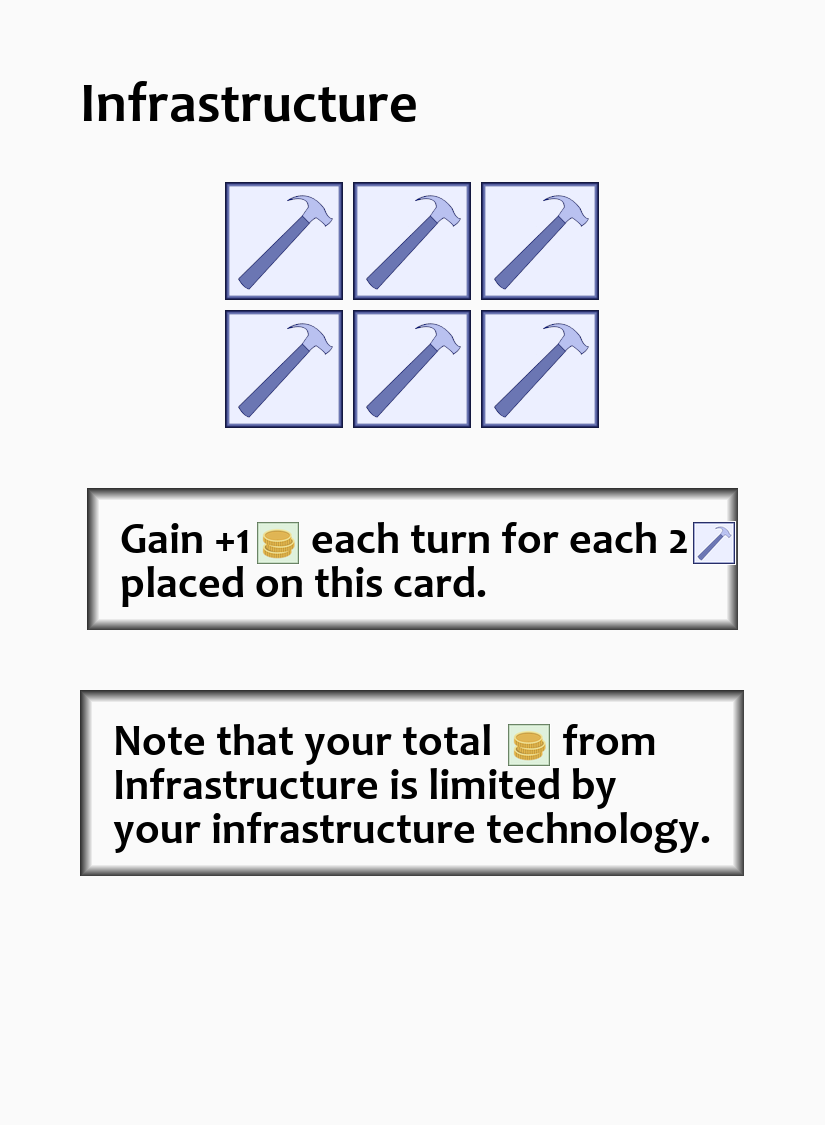 Infrastructure
Gain +1 each turn for each 2
placed on this card.
Note that your total from
Infrastructure is limited by
your infrastructure technology.